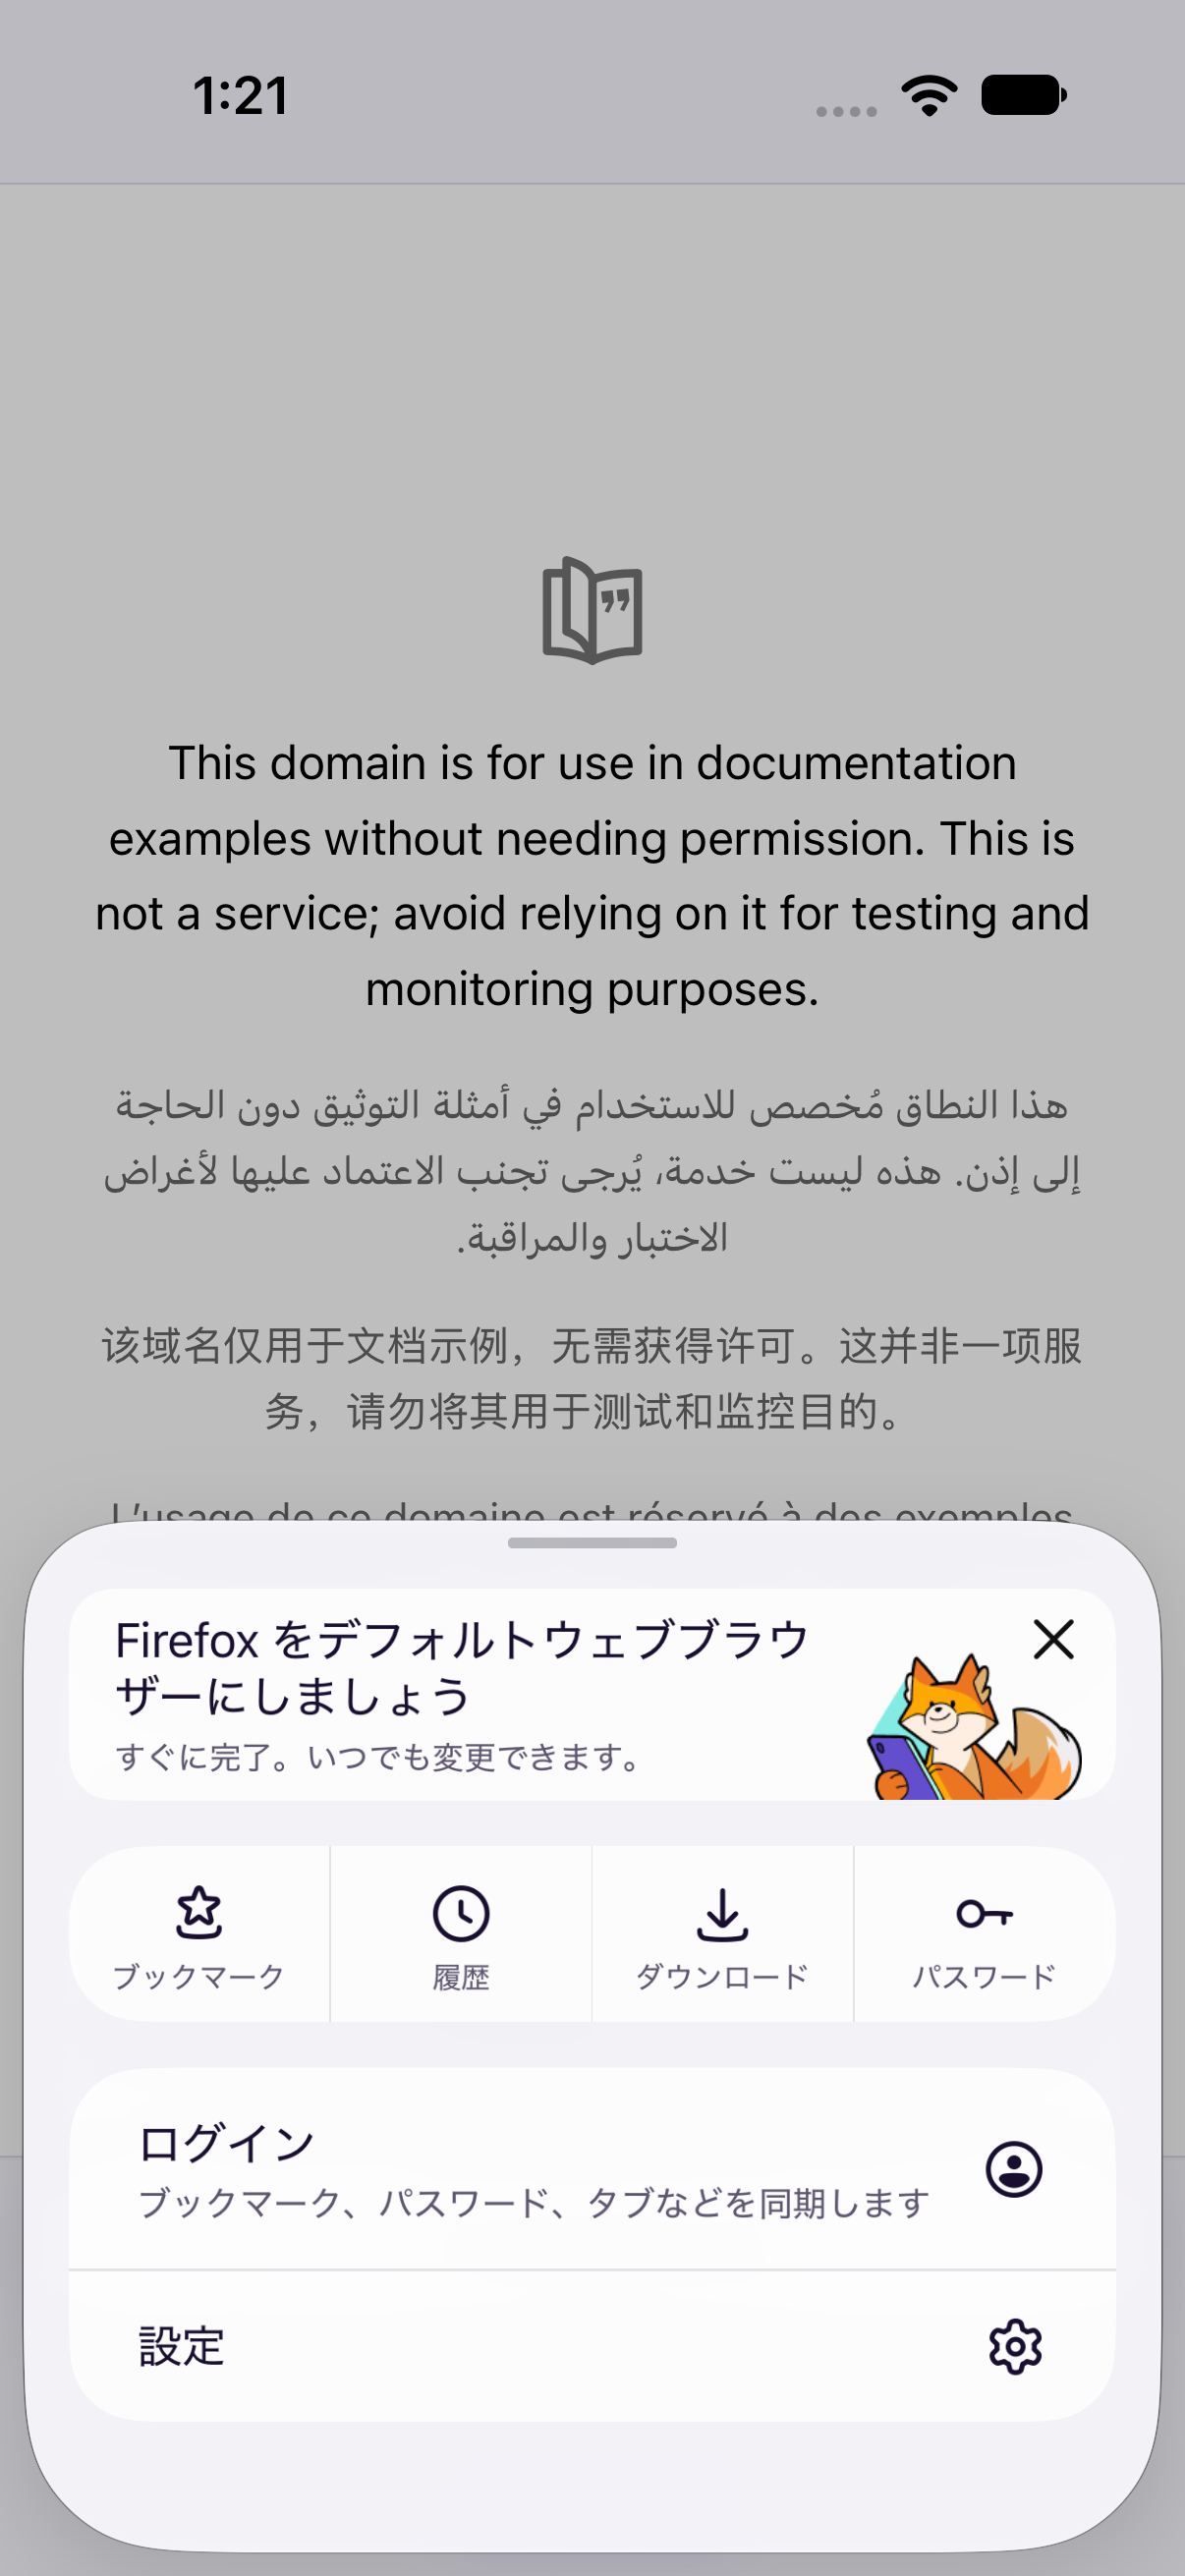 1:21
This domain is for use in documentation
examples without needing permission. This is
not a service; avoid relying on it for testing and
monitoring purposes.
هذا النطاق مُخصص للاستخدام في أمثلة التوثيق دون الحاجة
إلى إذن. هذه ليست خدمة، يُرجى تجنب الاعتماد عليها لأغراض
الاختبار والمراقبة.
该域名仅用于文档示例，无需获得许可。这并非一项服
务，请勿将其用于测试和监控目的。
L’usage de ce domaine est réservé à des exemples
Firefox をデフォルトウェブブラウ
ザーにしましょう
すぐに完了。いつでも変更できます。
ブックマーク
履歴
ダウンロード
パスワード
ログイン
ブックマーク、パスワード、タブなどを同期します
設定